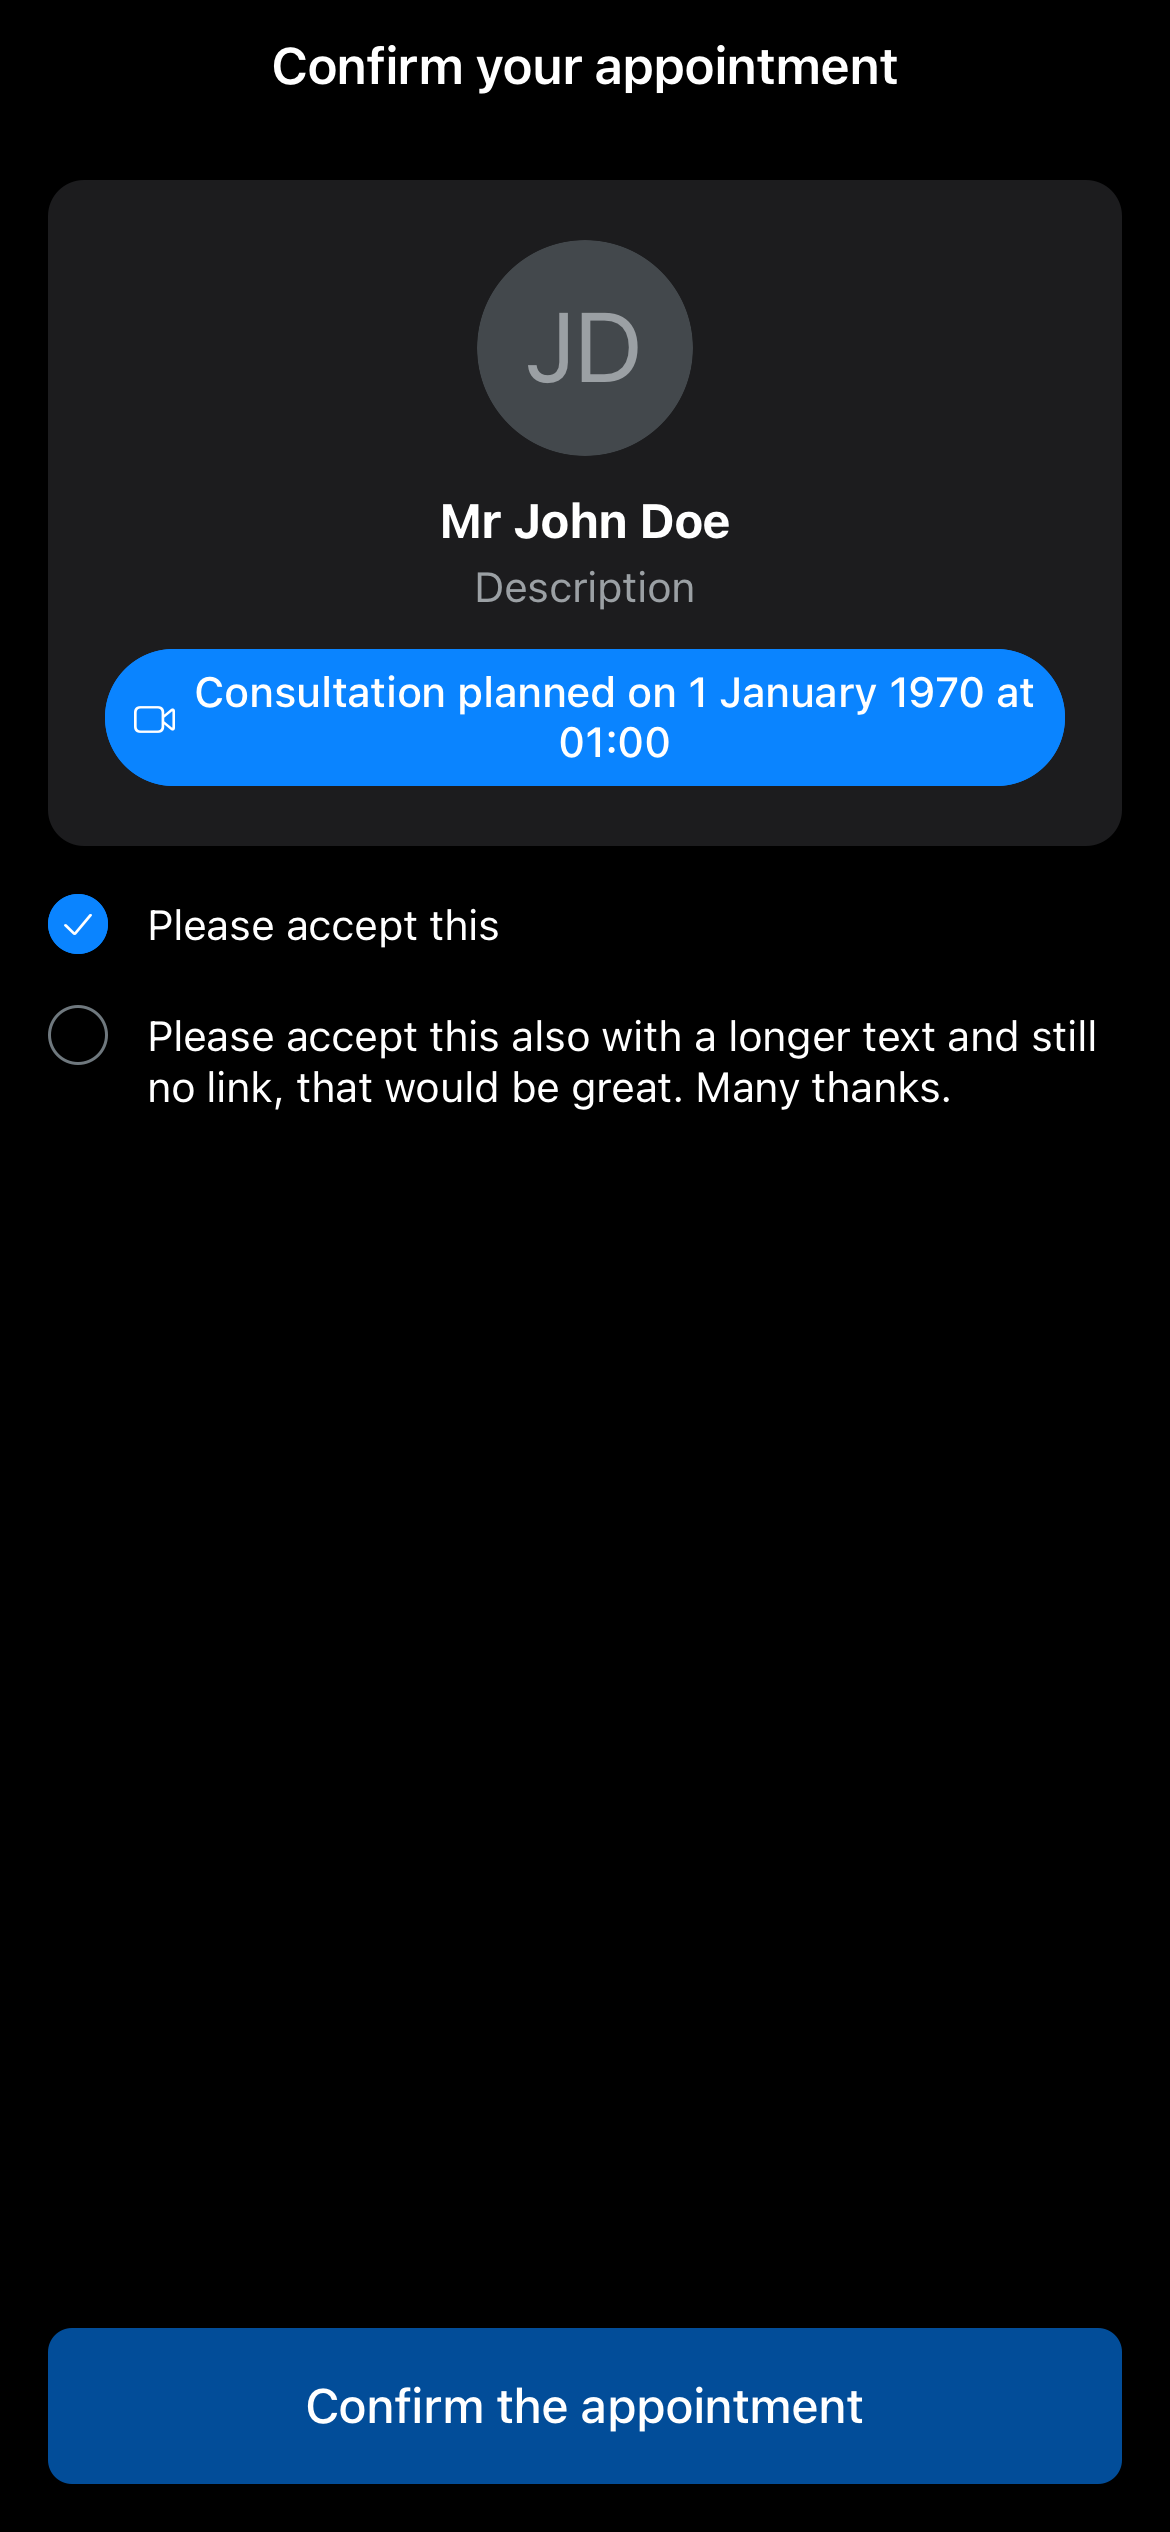 Confirm your appointment
JD
Mr John Doe
Description
Consultation planned on 1 January 1970 at
01:00
Please accept this
Please accept this also with a longer text and still
no link, that would be great. Many thanks.
Confirm the appointment